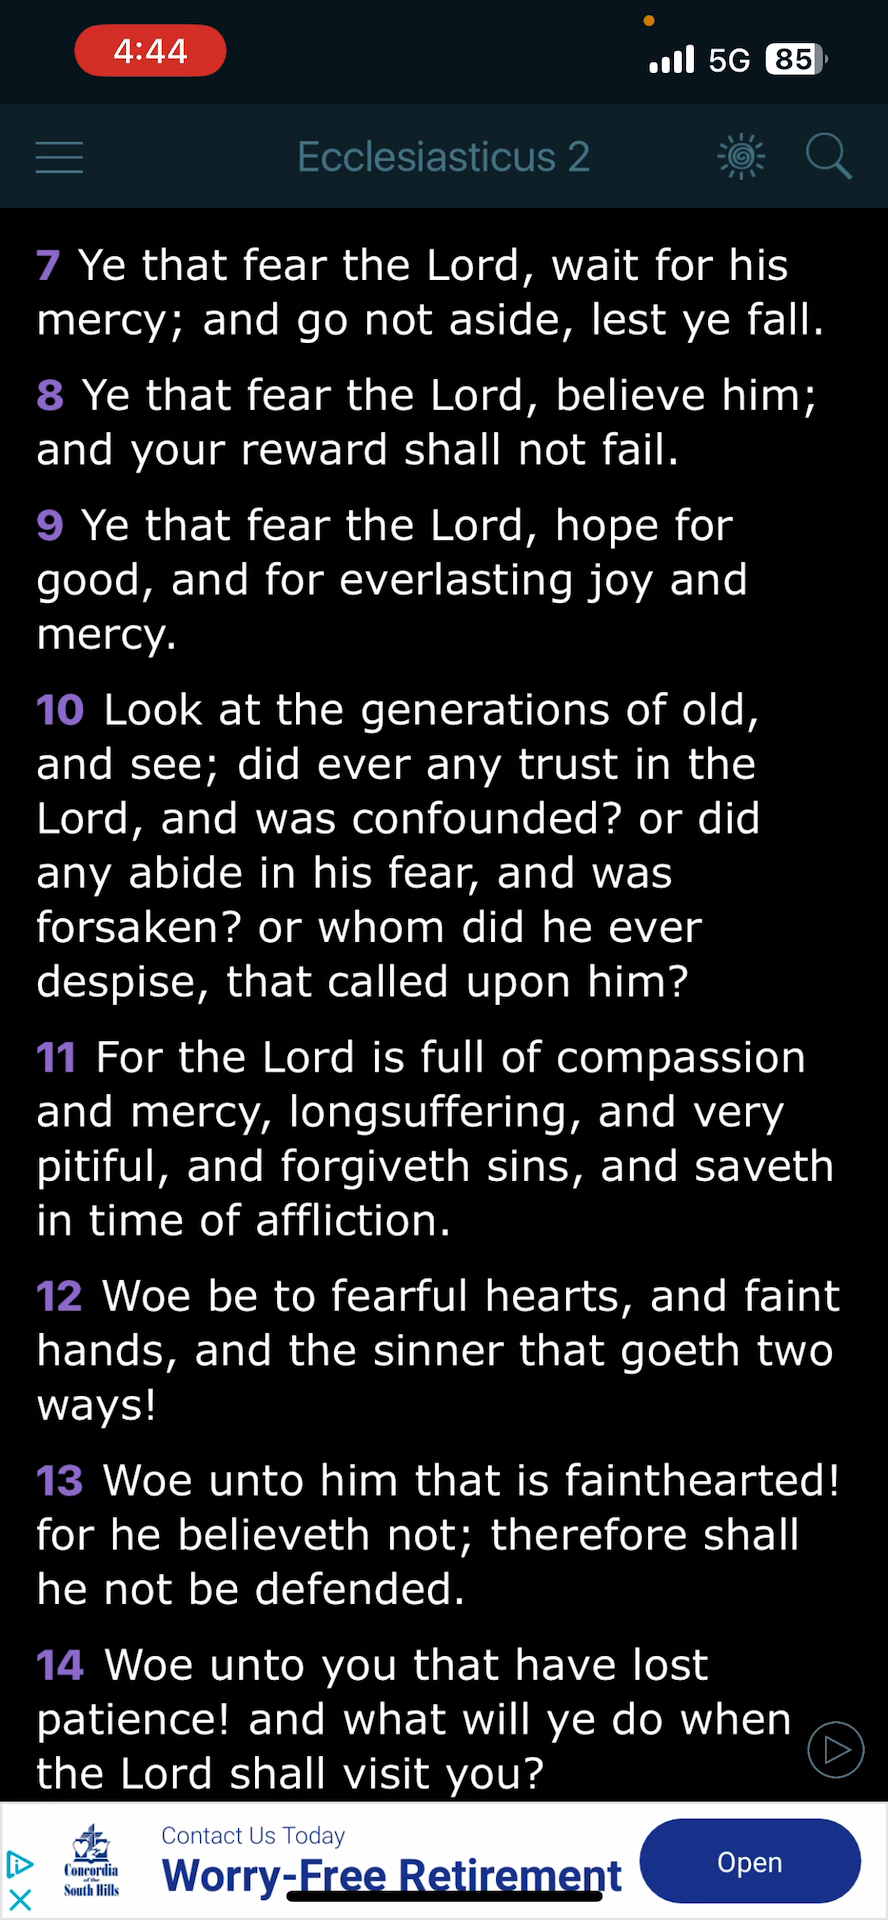 4:44
5G 85
Ecclesiasticus 2
7 Ye that fear the Lord, wait for his
mercy; and go not aside, lest ye fall.
8 Ye that fear the Lord, believe him;
and your reward shall not fail.
9 Ye that fear the Lord, hope for
good, and for everlasting joy and
mercy.
10 Look at the generations of old,
and see; did ever any trust in the
Lord, and was confounded? or did
any abide in his fear, and was
forsaken? or whom did he ever
despise, that called upon him?
11 For the Lord is full of compassion
and mercy, longsuffering, and very
pitiful, and forgiveth sins, and saveth
in time of affliction.
12 Woe be to fearful hearts, and faint
hands, and the sinner that goeth two
ways!
13 Woe unto him that is fainthearted!
for he believeth not; therefore shall
he not be defended.
14 Woe unto you that have lost
patience! and what will ye do when
the Lord shall visit you?
Concordia
of the
South Hills
Contact Us Today
Worry-Free Retirement
Open